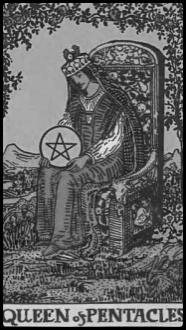 QUEEN of PENTACLES